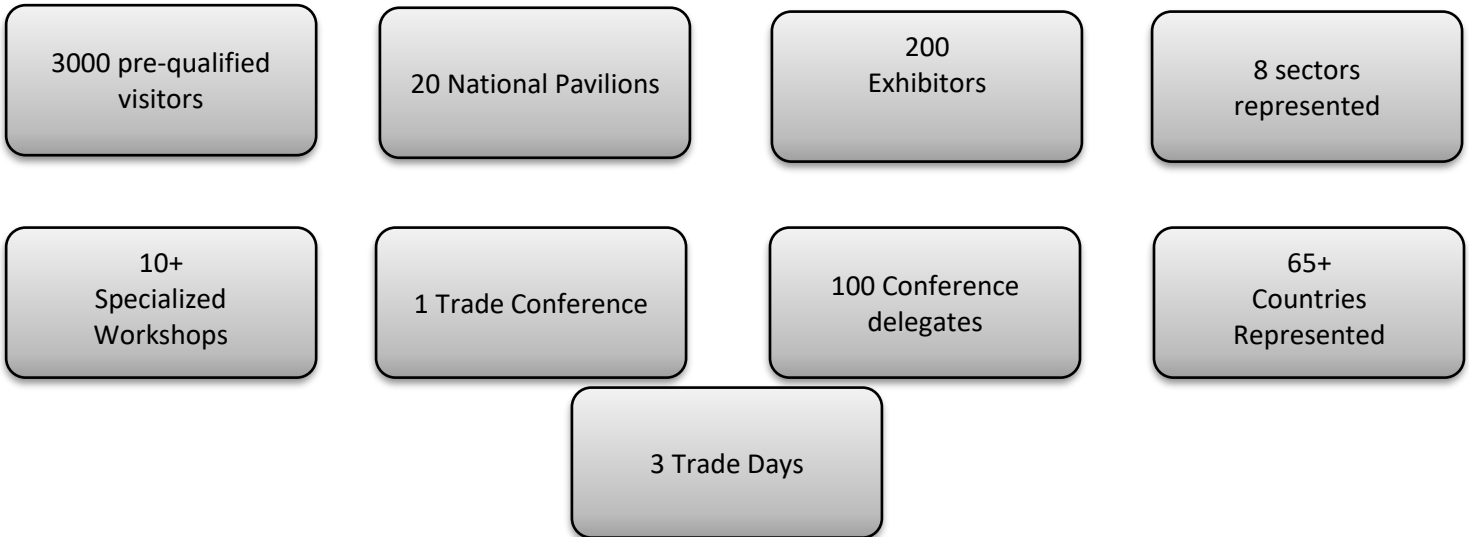 3000 pre-qualified
visitors
20 National Pavilions
200
Exhibitors
8 sectors
represented
10+
Specialized
Workshops
1 Trade Conference
100 Conference
delegates
65+
Countries
Represented
3 Trade Days